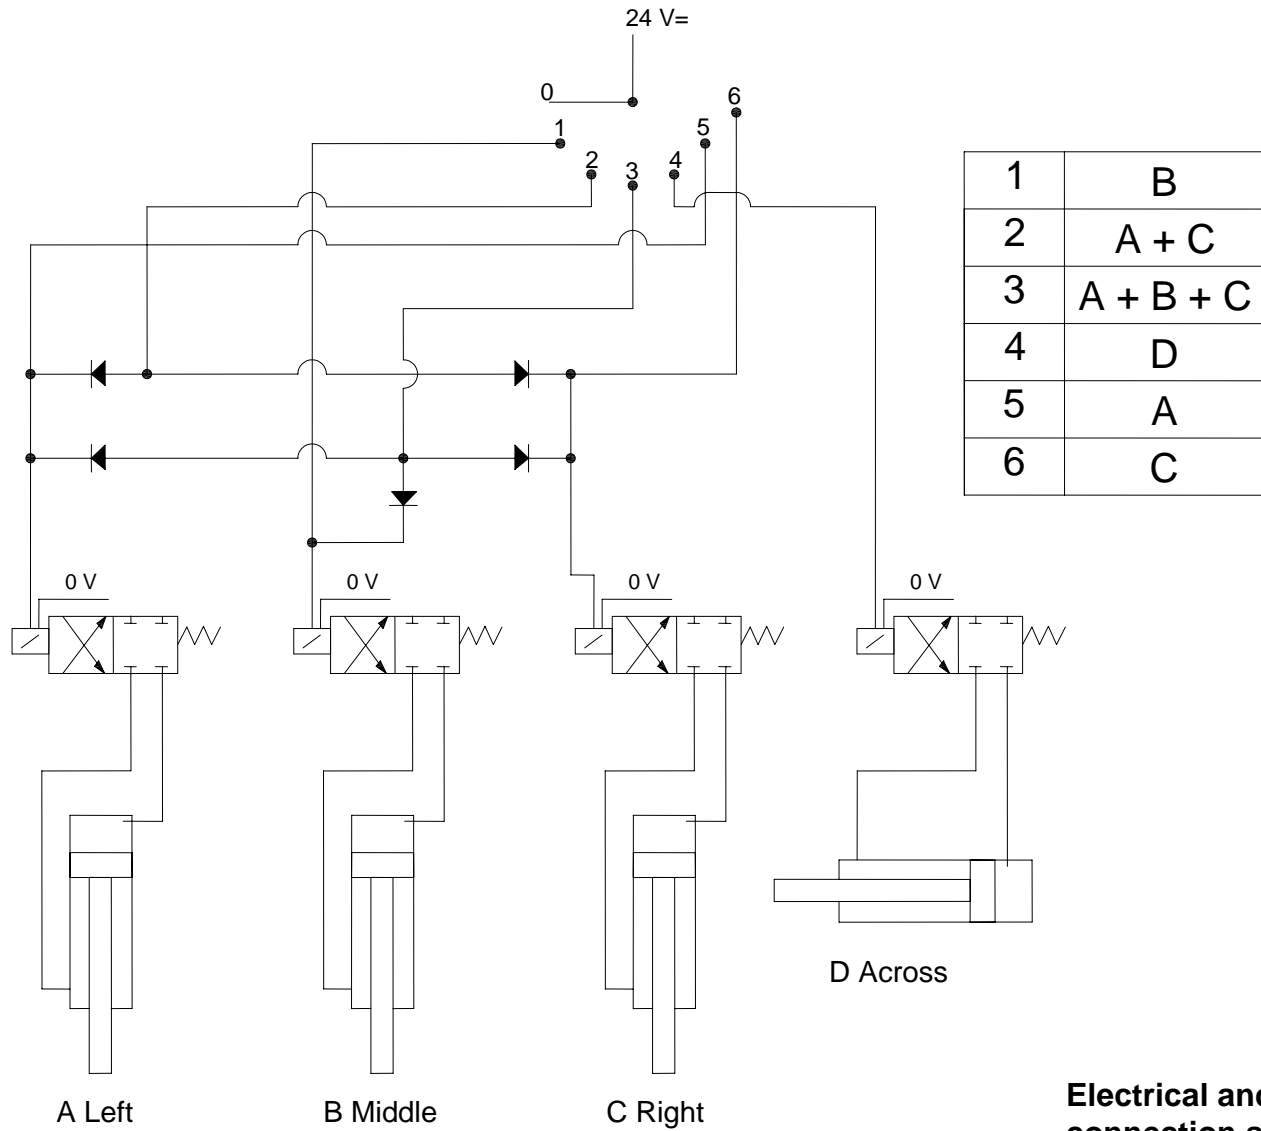 24 V=
0
6
1
5
2
3
4
1 B
2 A + C
3 A + B + C
4 D
5 A
6 C
0 V
0 V
0 V
0 V
D Across
A Left
B Middle
C Right
Electrical